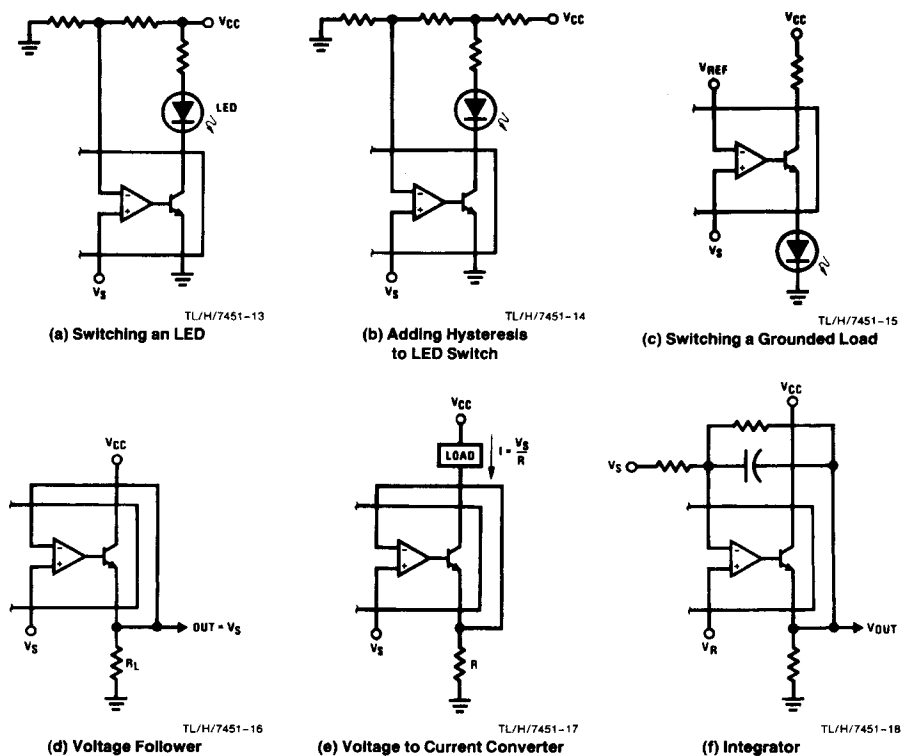 VCC
LED
VS
TL/H/7451-13
(a) Switching an LED
VCC
VS
TL/H/7451-14
(b) Adding Hysteresis
to LED Switch
VCC
VREF
VS
TL/H/7451-15
(c) Switching a Grounded Load
VCC
OUT = VS
VS
RL
TL/H/7451-16
(d) Voltage Follower
VCC
LOAD
I = VS/R
VS
R
TL/H/7451-17
(e) Voltage to Current Converter
VCC
VS
VR
VOUT
TL/H/7451-18
(f) Integrator